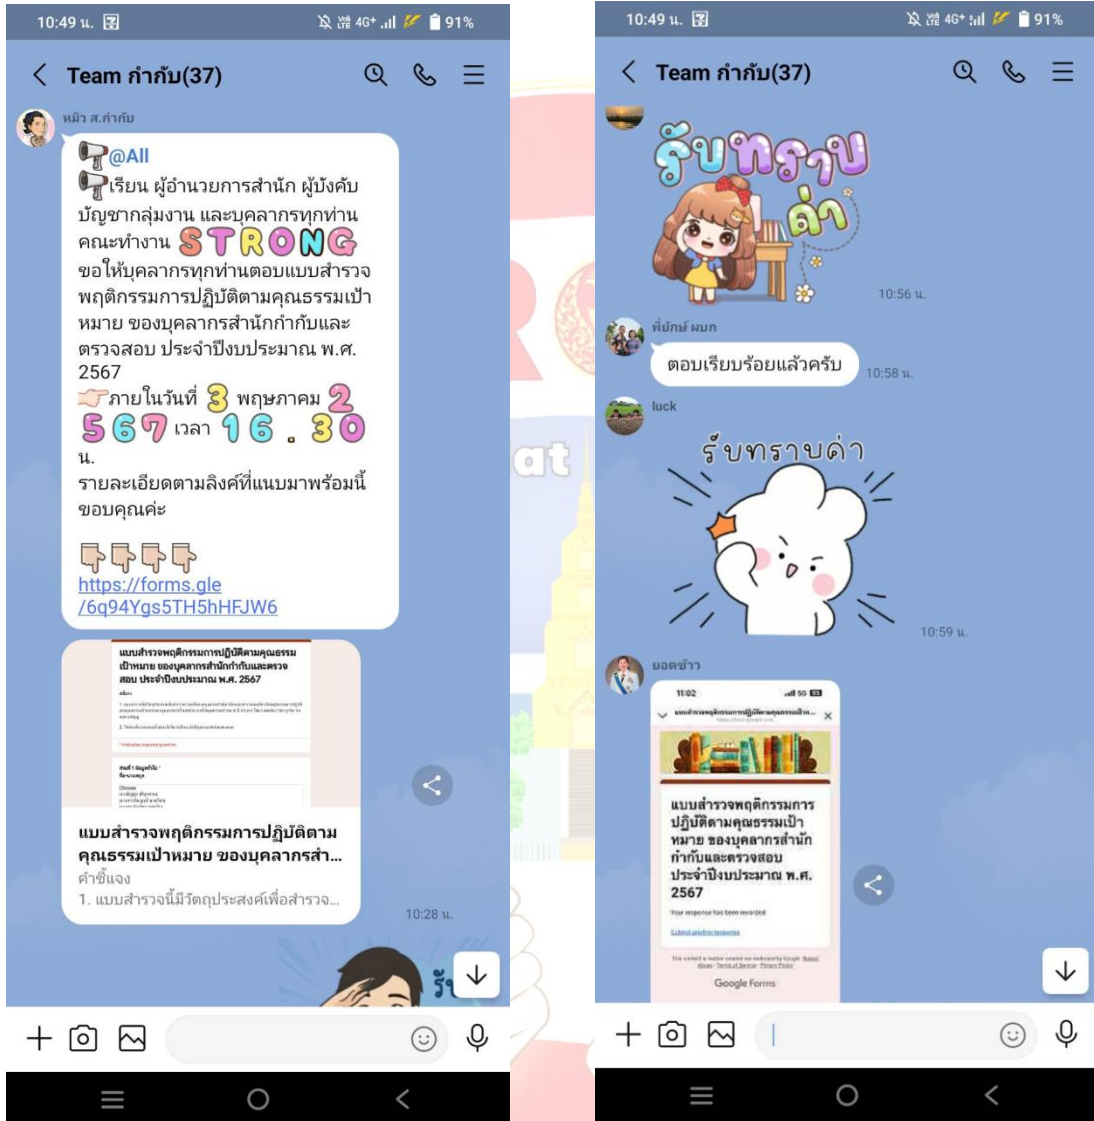 10:49 น.
4G+
91%
Team กำกับ(37)
หมิว ส.กำกับ
@All
เรียน ผู้อำนวยการสำนัก ผู้บังคับ
บัญชากลุ่มงาน และบุคลากรทุกท่าน
คณะทำงาน STRONG
ขอให้บุคลากรทุกท่านตอบแบบสำรวจ
พฤติกรรมการปฏิบัติตามคุณธรรมเป้า
หมาย ของบุคลากรสำนักกำกับและ
ตรวจสอบ ประจำปีงบประมาณ พ.ศ.
2567
ภายในวันที่ 3 พฤษภาคม 2
567 เวลา 16.30
น.
รายละเอียดตามลิงค์ที่แนบมาพร้อมนี้
ขอบคุณค่ะ
https://forms.gle
/6q94Ygs5TH5hHFJW6
แบบสำรวจพฤติกรรมการปฏิบัติตามคุณธรรม
เป้าหมาย ของบุคลากรสำนักกำกับและตรวจ
สอบ ประจำปีงบประมาณ พ.ศ. 2567
แบบสำรวจพฤติกรรมการปฏิบัติตาม
คุณธรรมเป้าหมาย ของบุคลากรสำ...
คำชี้แจง
1. แบบสำรวจนี้มีวัตถุประสงค์เพื่อสำรวจ...
10:28 น.
10:49 น.
4G+
91%
Team กำกับ(37)
รับทราบ
ค่ำ
10:56 น.
พี่ยักษ์ ผบก
ตอบเรียบร้อยแล้วครับ
10:58 น.
luck
รับทราบค่ำ
10:59 น.
ยอดข้าว
11:02
5G
แบบสำรวจพฤติกรรมการ
ปฏิบัติตามคุณธรรมเป้า
หมาย ของบุคลากรสำนัก
กำกับและตรวจสอบ
ประจำปีงบประมาณ พ.ศ.
2567
Your response has been recorded
Submit another response
Google Forms
at